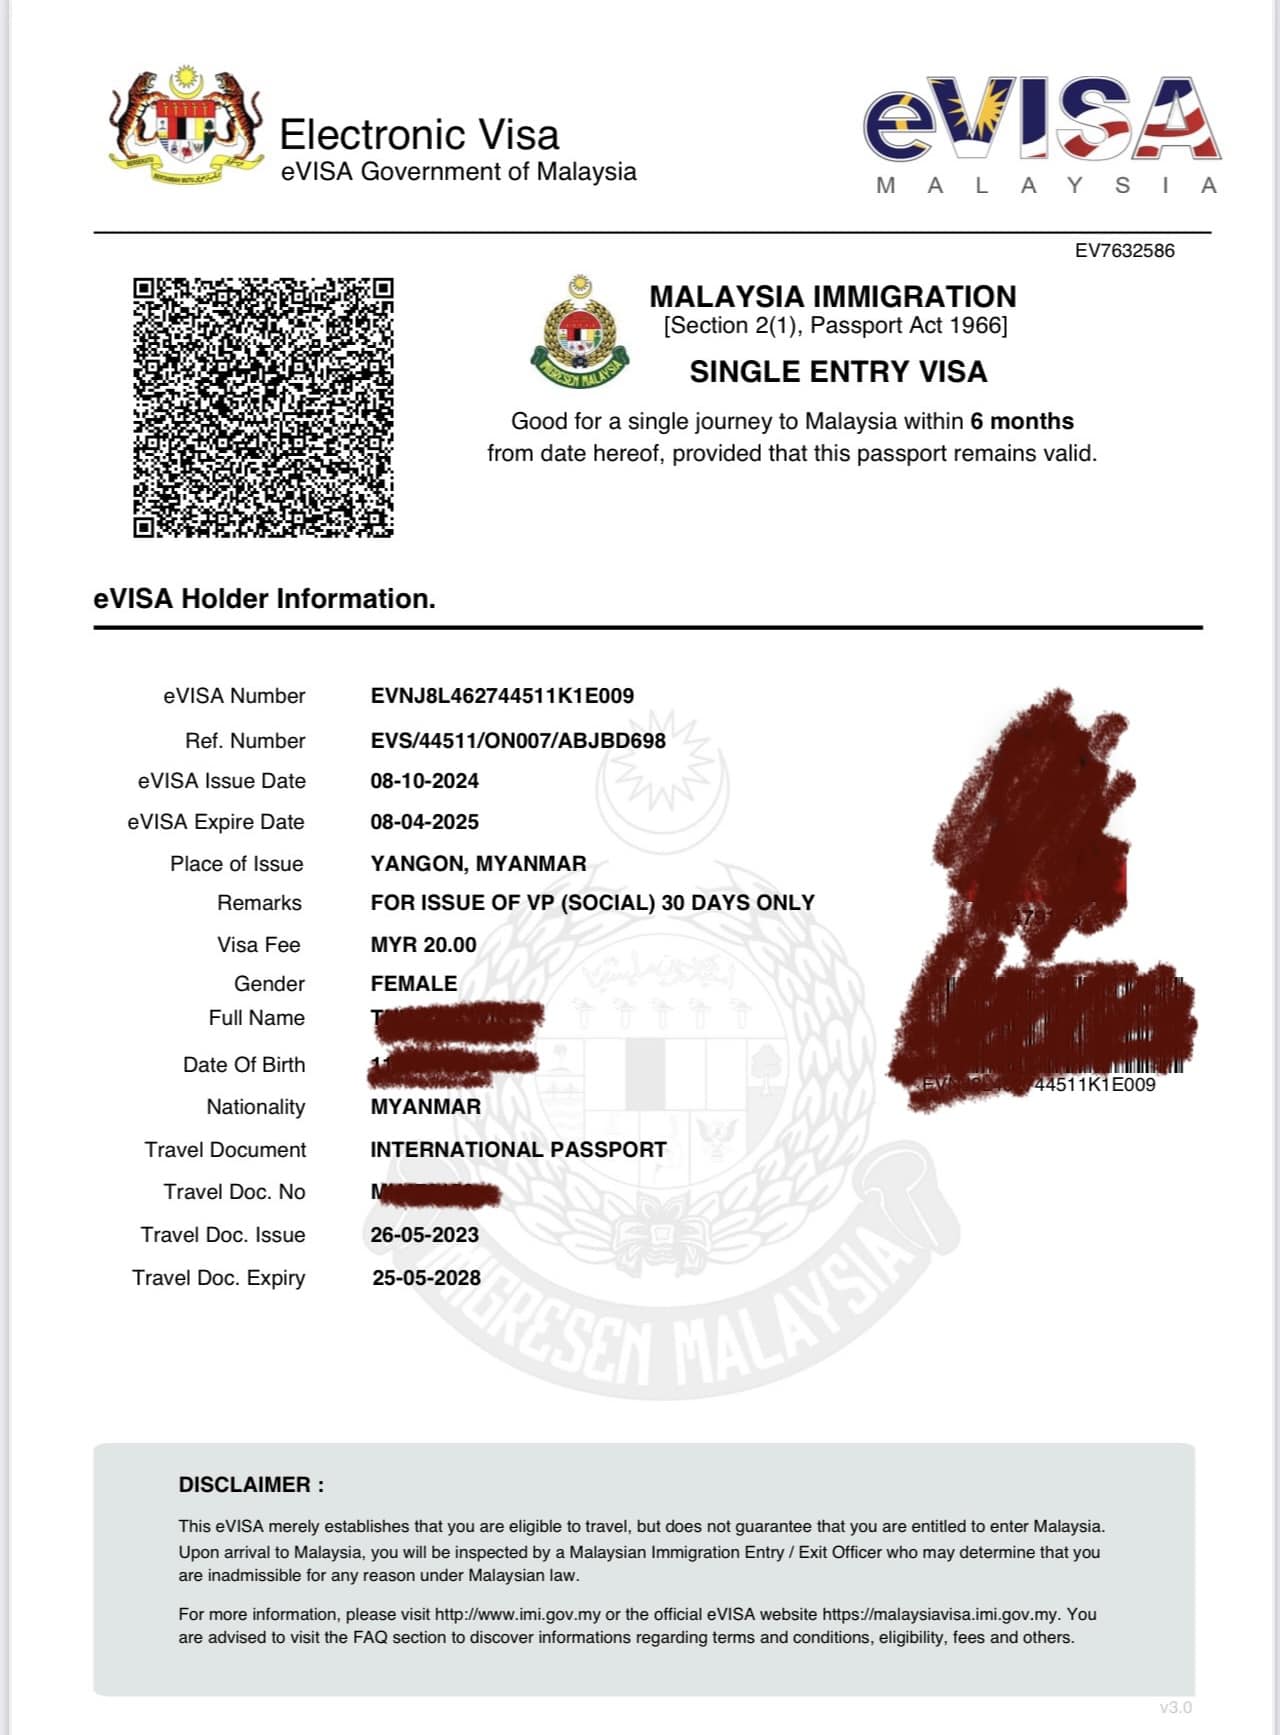 Electronic Visa
eVISA Government of Malaysia
eVISA
MALAYSIA
EV7632586
MALAYSIA IMMIGRATION
[Section 2(1), Passport Act 1966]
SINGLE ENTRY VISA
Good for a single journey to Malaysia within 6 months
from date hereof, provided that this passport remains valid.
IMIGRESEN MALAYSIA
eVISA Holder Information.
eVISA Number EVNJ8L462744511K1E009
Ref. Number EVS/44511/ON007/ABJBD698
eVISA Issue Date 08-10-2024
eVISA Expire Date 08-04-2025
Place of Issue YANGON, MYANMAR
Remarks FOR ISSUE OF VP (SOCIAL) 30 DAYS ONLY
Visa Fee MYR 20.00
Gender FEMALE
Full Name
Date Of Birth
Nationality MYANMAR
Travel Document INTERNATIONAL PASSPORT
Travel Doc. No
Travel Doc. Issue 26-05-2023
Travel Doc. Expiry 25-05-2028
44511K1E009
IMIGRESEN MALAYSIA
DISCLAIMER :
This eVISA merely establishes that you are eligible to travel, but does not guarantee that you are entitled to enter Malaysia.
Upon arrival to Malaysia, you will be inspected by a Malaysian Immigration Entry / Exit Officer who may determine that you
are inadmissible for any reason under Malaysian law.
For more information, please visit http://www.imi.gov.my or the official eVISA website https://malaysiavisa.imi.gov.my. You
are advised to visit the FAQ section to discover informations regarding terms and conditions, eligibility, fees and others.
v3.0